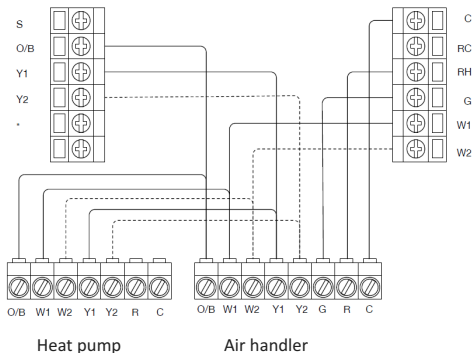 S
O/B
Y1
Y2
*
C
RC
RH
G
W1
W2
O/B W1 W2 Y1 Y2 R C
O/B W1 W2 Y1 Y2 G R C
Heat pump
Air handler